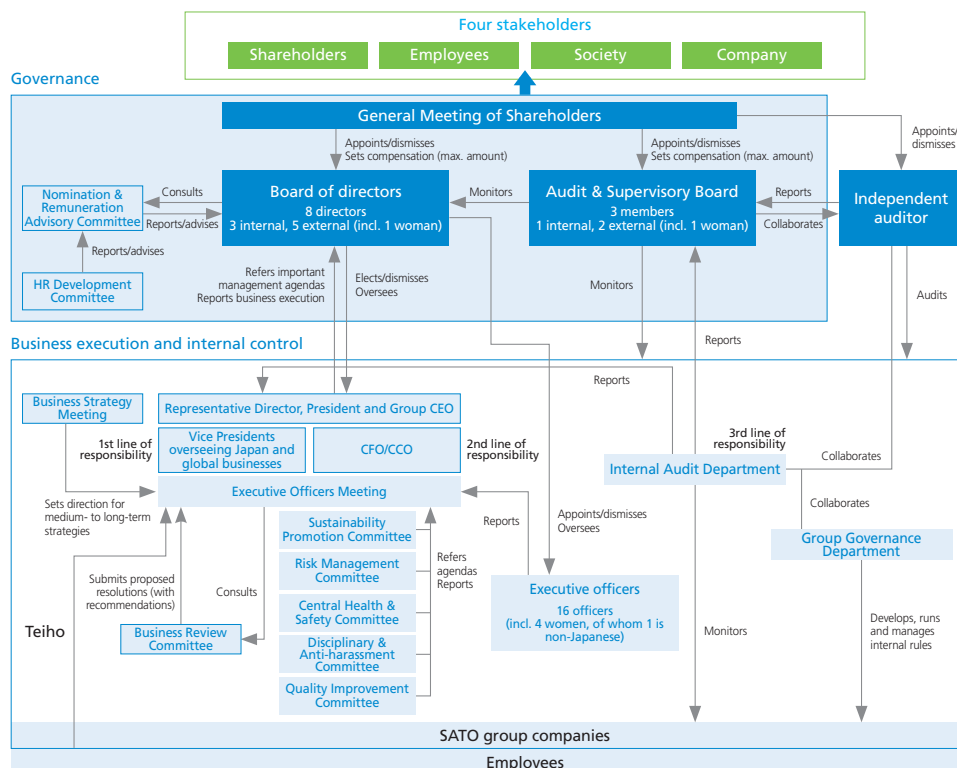 Four stakeholders
Shareholders
Employees
Society
Company
Governance
General Meeting of Shareholders
Appoints/dismisses
Sets compensation (max. amount)
Appoints/dismisses
Sets compensation (max. amount)
Appoints/
dismisses
Nomination &
Remuneration
Advisory Committee
Consults
Reports/advises
Board of directors
8 directors
3 internal, 5 external (incl. 1 woman)
Monitors
Audit & Supervisory Board
3 members
1 internal, 2 external (incl. 1 woman)
Reports
Collaborates
Independent
auditor
Reports/advises
HR Development
Committee
Refers important
management agendas
Reports business execution
Elects/dismisses
Oversees
Monitors
Audits
Business execution and internal control
Reports
Reports
Business Strategy
Meeting
Representative Director, President and Group CEO
1st line of
responsibility
Vice Presidents
overseeing Japan and
global businesses
CFO/CCO
2nd line of
responsibility
3rd line of
responsibility
Internal Audit Department
Collaborates
Executive Officers Meeting
Sets direction for
medium- to long-term
strategies
Reports
Appoints/dismisses
Oversees
Collaborates
Group Governance
Department
Sustainability
Promotion Committee
Risk Management
Committee
Central Health &
Safety Committee
Disciplinary &
Anti-harassment
Committee
Quality Improvement
Committee
Refers
agendas
Reports
Submits proposed
resolutions (with
recommendations)
Consults
Executive officers
16 officers
(incl. 4 women, of whom 1 is
non-Japanese)
Teiho
Business Review
Committee
Monitors
Develops, runs
and manages
internal rules
SATO group companies
Employees